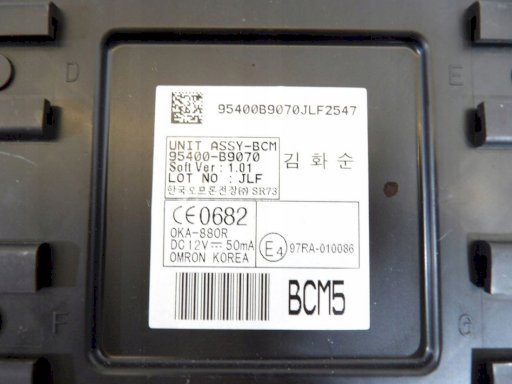 D
E
95400B9070JLF2547
UNIT ASSY-BCM
95400-B9070
Soft Ver : 1.01
LOT NO : JLF
한국오므론전장㈜ SR73
김화순
CE0682
OKA-880R
DC12V ⎓ 50mA
OMRON KOREA
E4 97RA-010086
BCM5
F
G